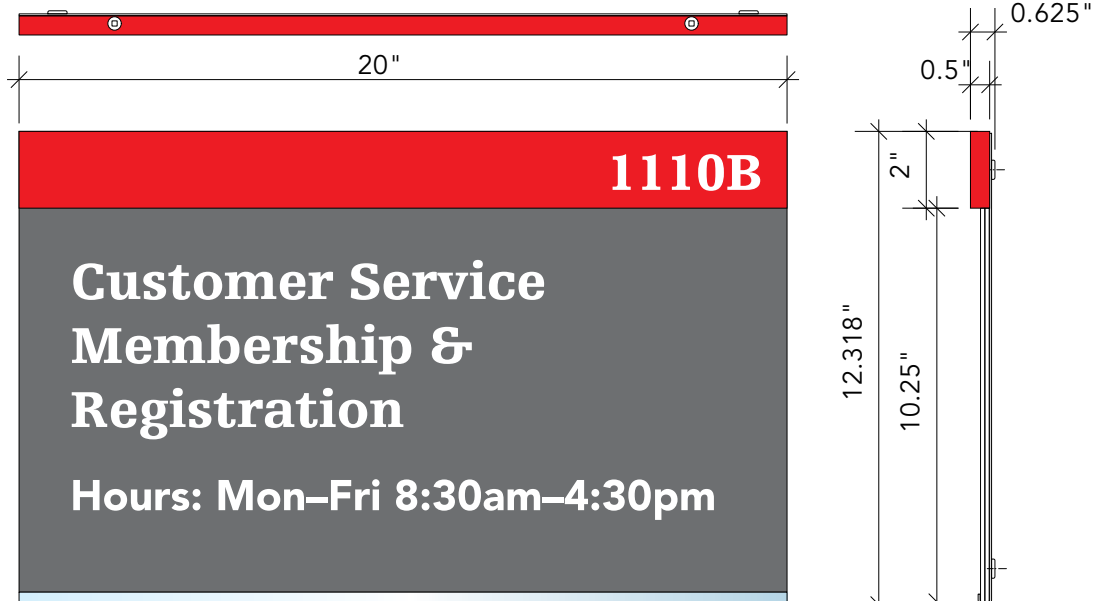 0.625"
20"
0.5"
1110B
2"
Customer Service
Membership &
Registration
12.318"
10.25"
Hours: Mon–Fri 8:30am–4:30pm